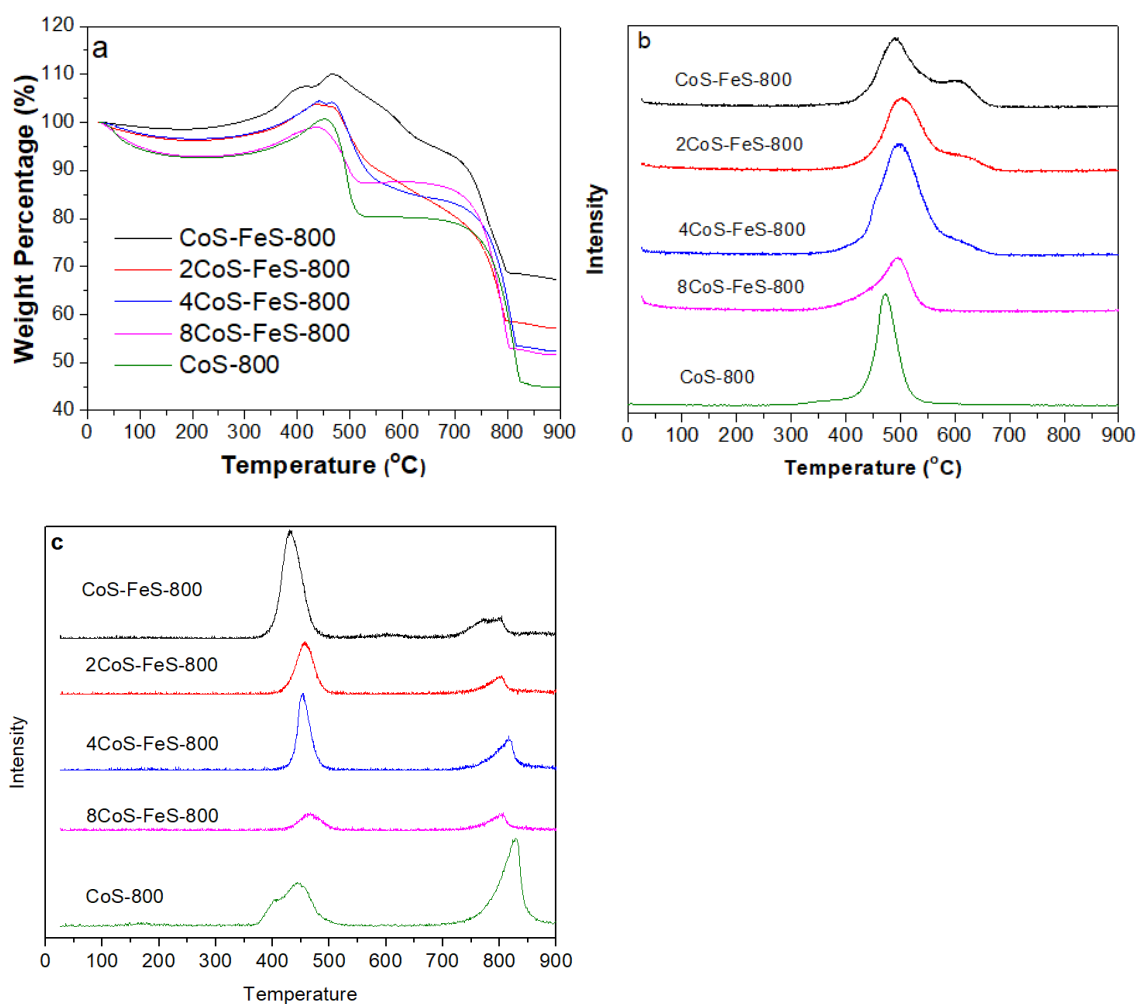 a
120
110
100
90
80
70
60
50
40
Weight Percentage (%)
CoS-FeS-800
2CoS-FeS-800
4CoS-FeS-800
8CoS-FeS-800
CoS-800
0 100 200 300 400 500 600 700 800 900
Temperature (°C)
b
CoS-FeS-800
2CoS-FeS-800
4CoS-FeS-800
8CoS-FeS-800
CoS-800
Intensity
0 100 200 300 400 500 600 700 800 900
Temperature (°C)
c
CoS-FeS-800
2CoS-FeS-800
4CoS-FeS-800
8CoS-FeS-800
CoS-800
Intensity
0 100 200 300 400 500 600 700 800 900
Temperature